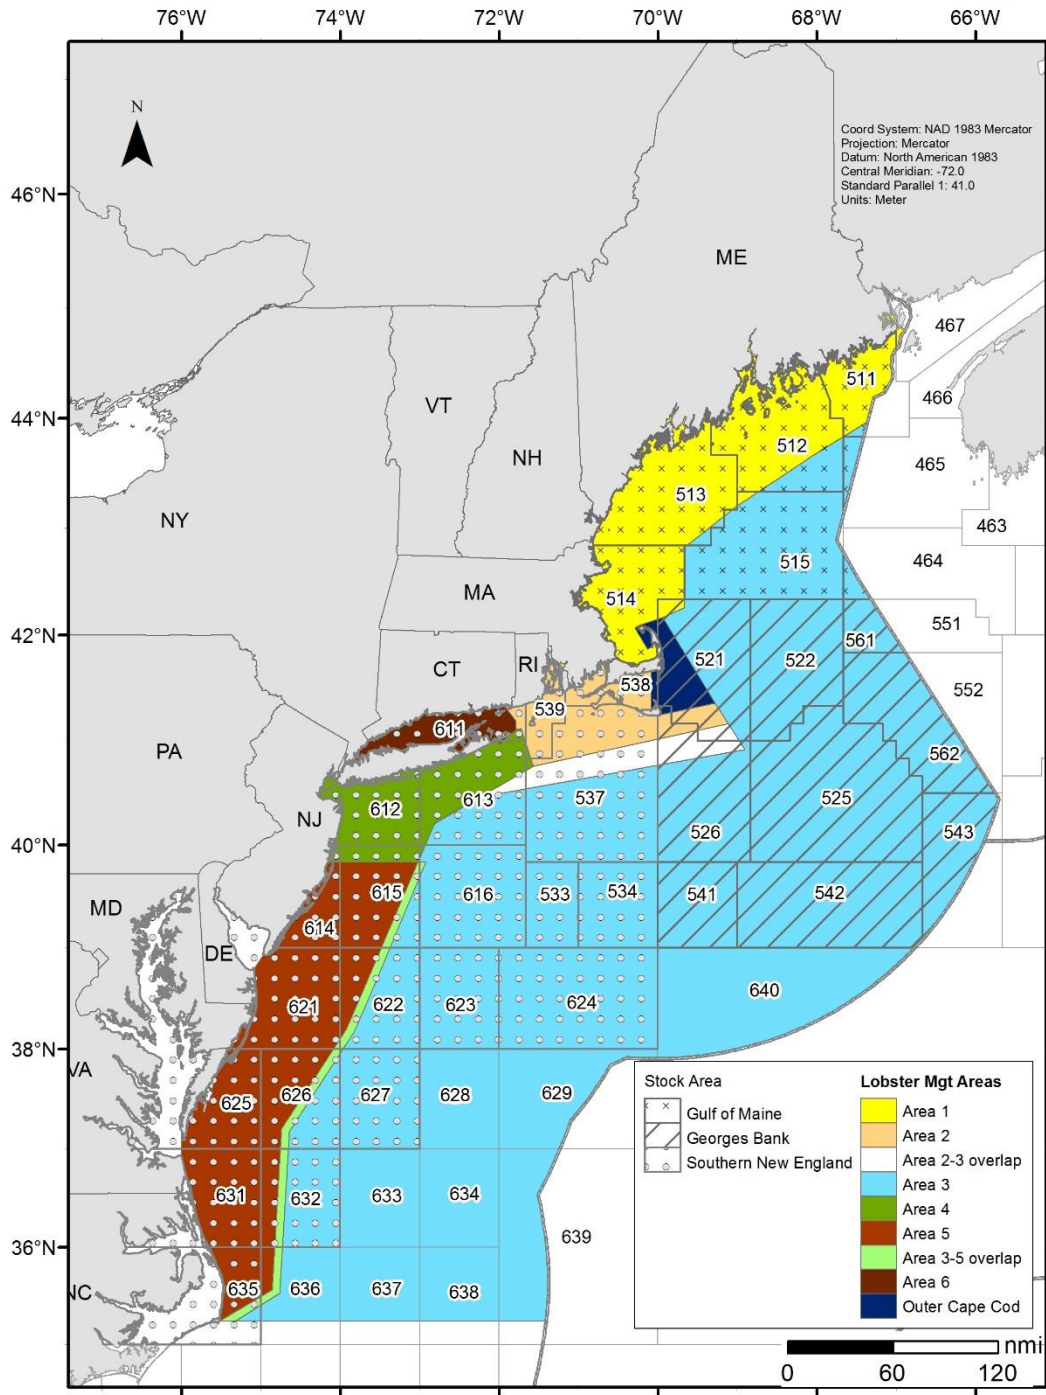 76°W 74°W 72°W 70°W 68°W 66°W
N
Coord System: NAD 1983 Mercator
Projection: Mercator
Datum: North American 1983
Central Meridian: -72.0
Standard Parallel 1: 41.0
Units: Meter
46°N
ME
467
511
466
VT
44°N
512
NH
465
513
NY
463
515
464
MA
514
551
42°N
561
522
521
RI
CT
538
552
539
611
PA
562
525
613
537
612
NJ
526
543
40°N
615
616
533
534
541
542
MD
614
DE
640
621
622
623
624
38°N
VA
626
627
628
629
625
631
632
633
634
639
36°N
635
636
637
638
NC
Stock Area
Gulf of Maine
Georges Bank
Southern New England
Lobster Mgt Areas
Area 1
Area 2
Area 2-3 overlap
Area 3
Area 4
Area 5
Area 3-5 overlap
Area 6
Outer Cape Cod
nmi
0 60 120